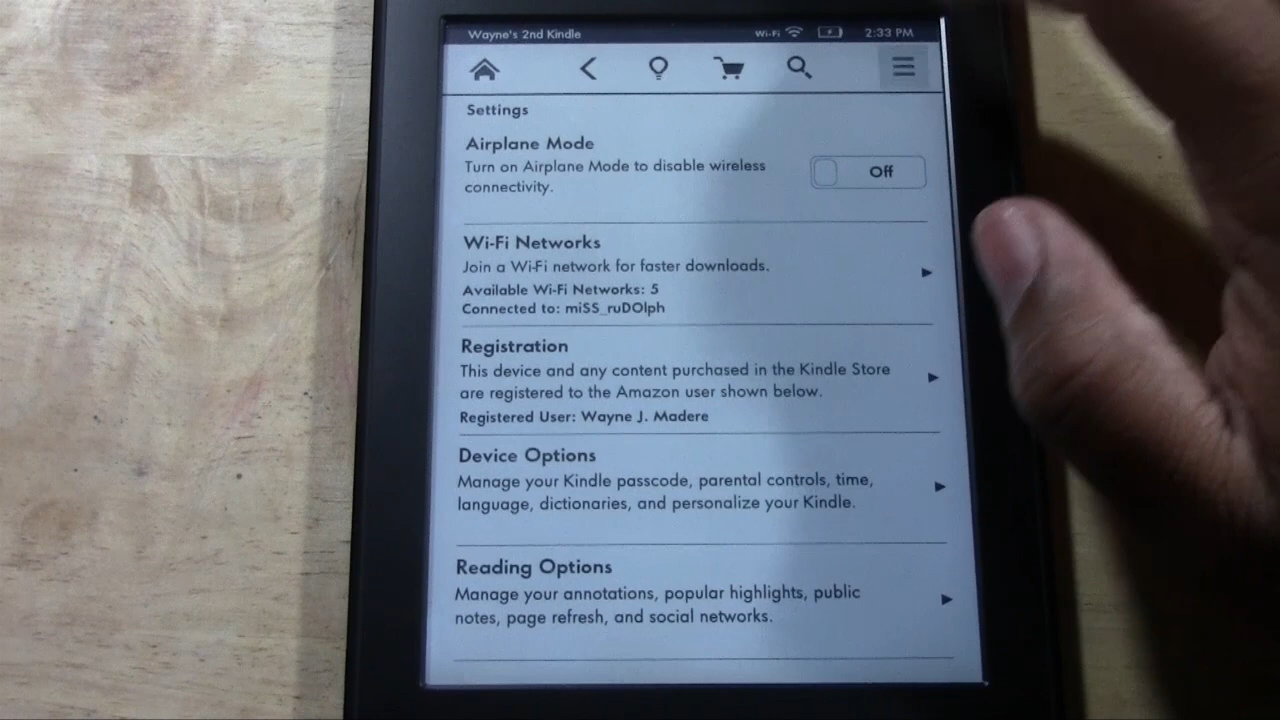 Wayne's 2nd Kindle Wi-Fi 2:33 PM
Settings
Airplane Mode
Turn on Airplane Mode to disable wireless
connectivity.
Off
Wi-Fi Networks
Join a Wi-Fi network for faster downloads.
Available Wi-Fi Networks: 5
Connected to: miSS_ruDOlph
Registration
This device and any content purchased in the Kindle Store
are registered to the Amazon user shown below.
Registered User: Wayne J. Madere
Device Options
Manage your Kindle passcode, parental controls, time,
language, dictionaries, and personalize your Kindle.
Reading Options
Manage your annotations, popular highlights, public
notes, page refresh, and social networks.